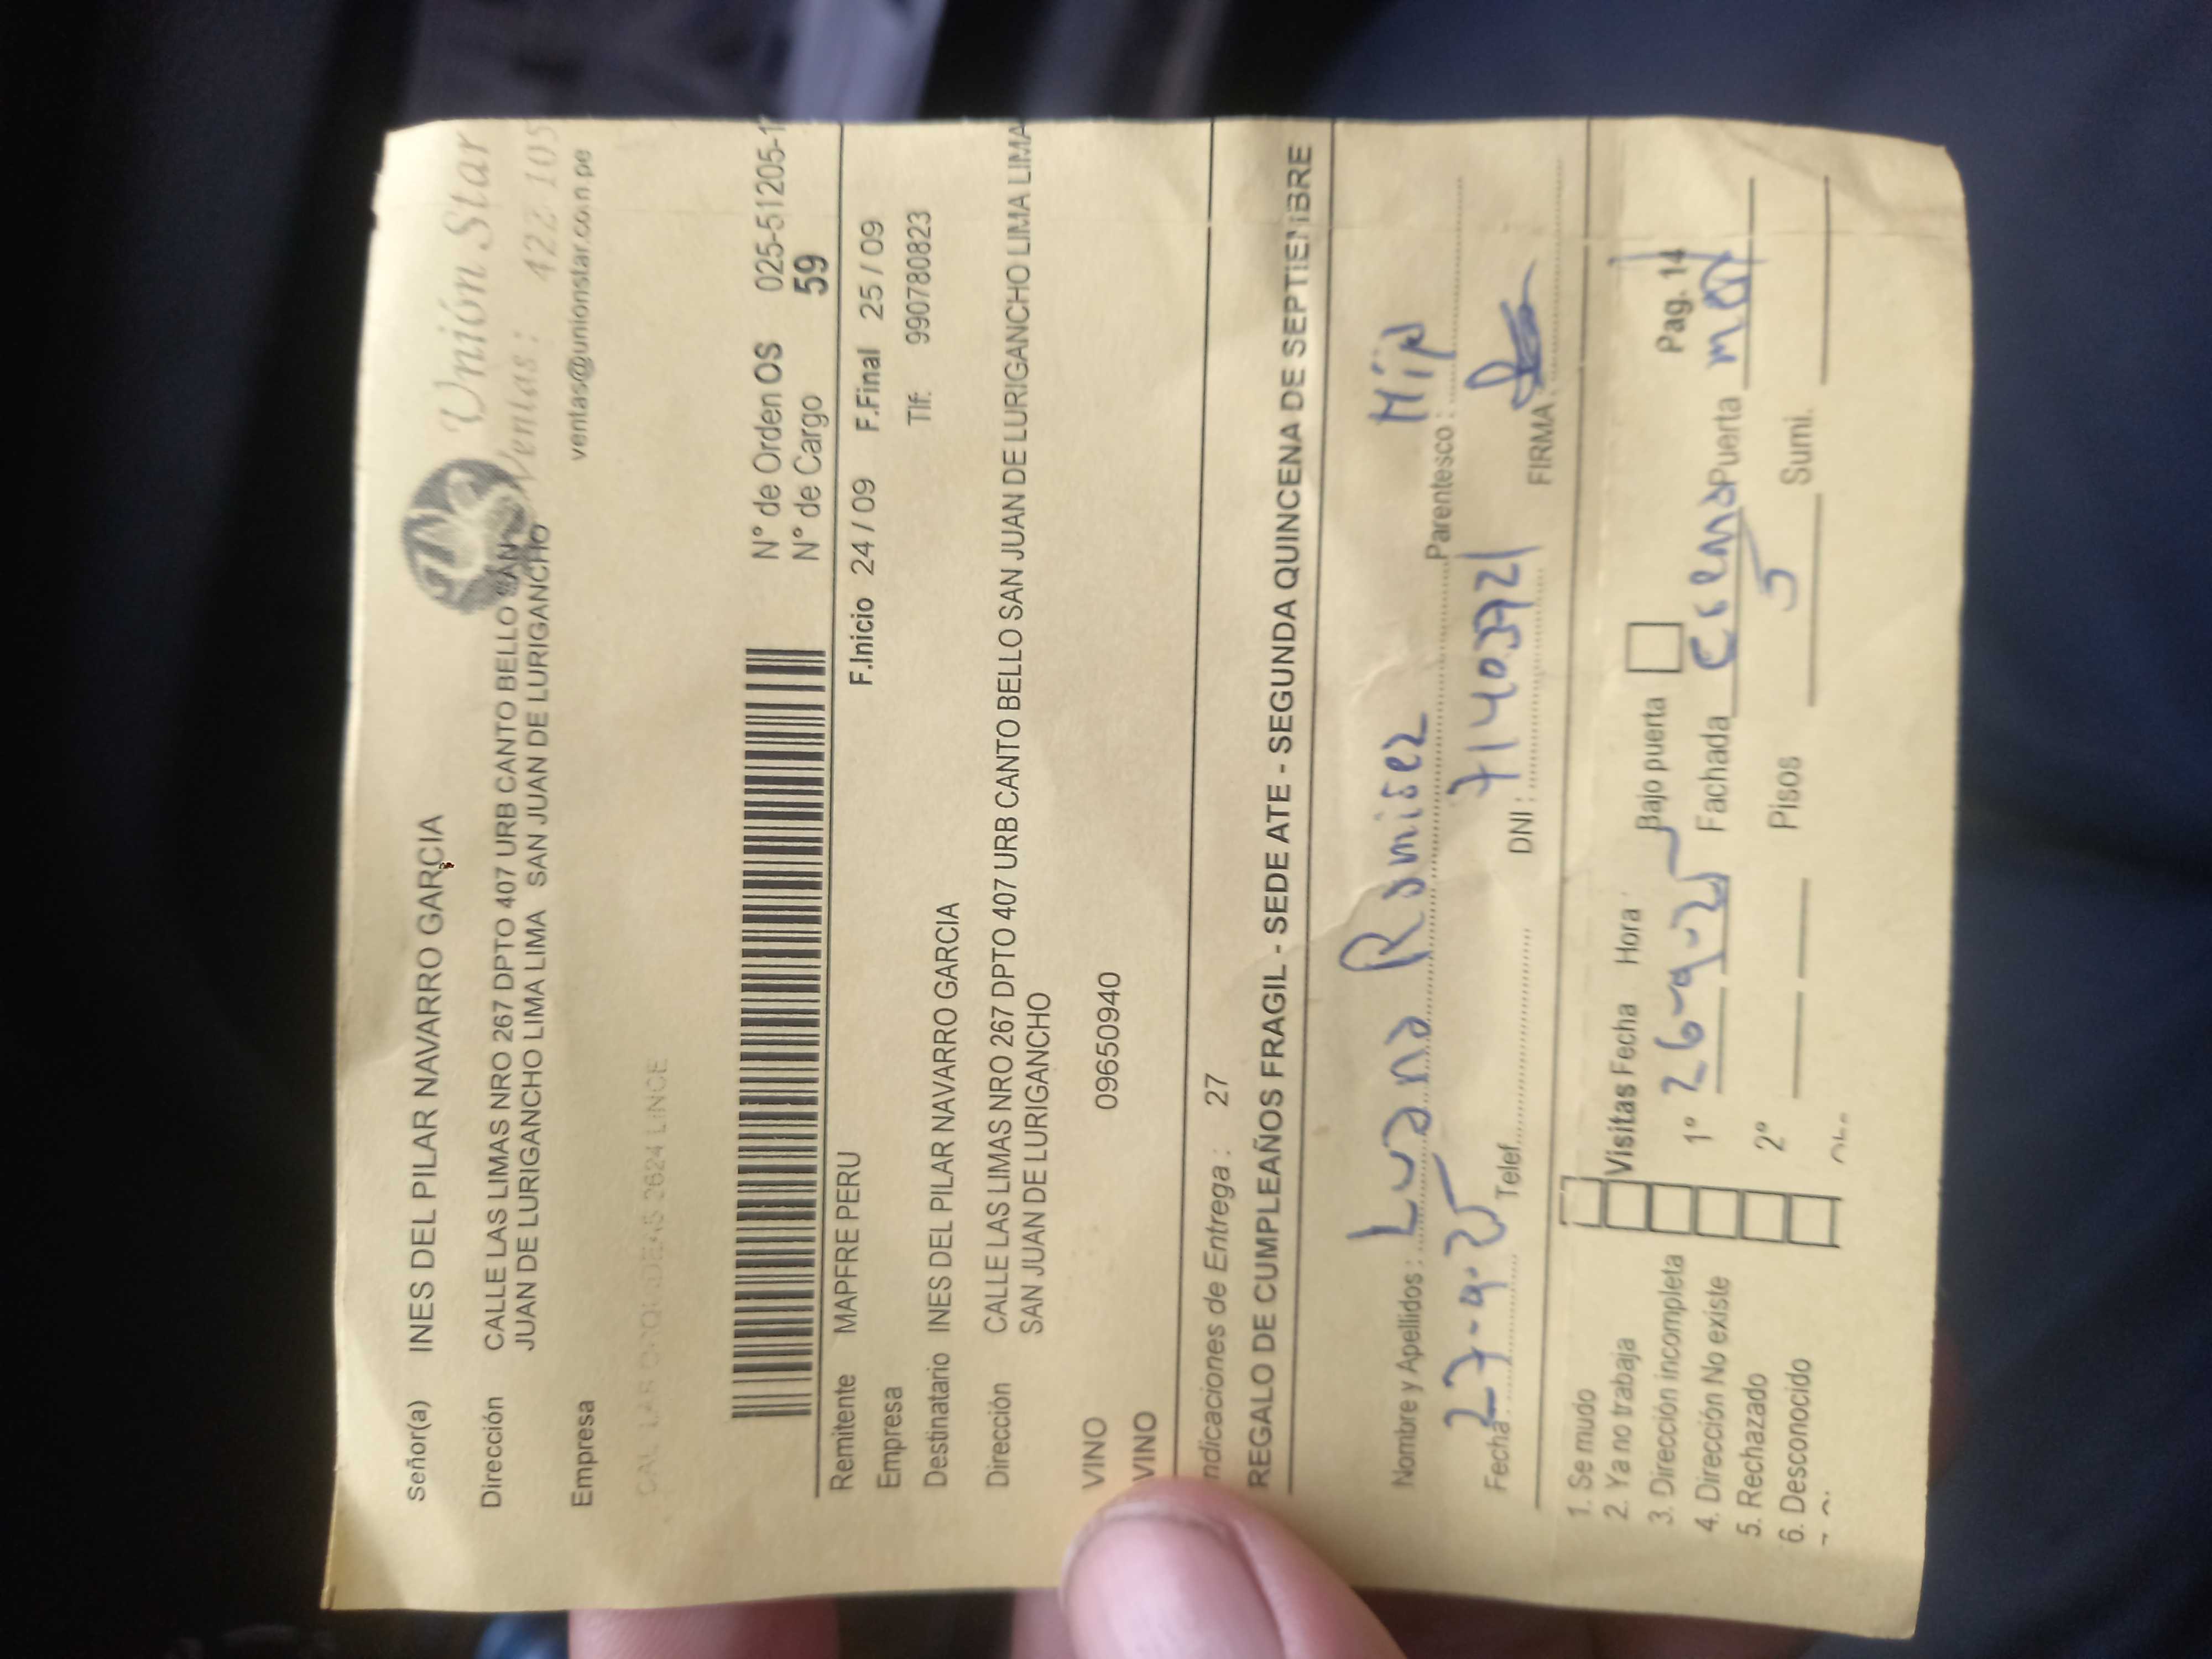 Unión Star
Ventas : 422 105
ventas@unionstar.com.pe
Señor(a) INES DEL PILAR NAVARRO GARCIA
Dirección CALLE LAS LIMAS NRO 267 DPTO 407 URB CANTO BELLO SAN
JUAN DE LURIGANCHO LIMA LIMA SAN JUAN DE LURIGANCHO
Empresa
2624 LINCE
N° de Orden OS 025-51205-1
N° de Cargo 59
Remitente MAPFRE PERU F.Inicio 24 / 09 F.Final 25 / 09
Empresa Tlf: 990780823
Destinatario INES DEL PILAR NAVARRO GARCIA
Dirección CALLE LAS LIMAS NRO 267 DPTO 407 URB CANTO BELLO SAN JUAN DE LURIGANCHO LIMA LIMA
SAN JUAN DE LURIGANCHO
VINO 09650940
VINO
ndicaciones de Entrega : 27
REGALO DE CUMPLEAÑOS FRAGIL - SEDE ATE - SEGUNDA QUINCENA DE SEPTIEMBRE
Nombre y Apellidos : Luana Ramirez Parentesco : Hija
Fecha 27-9-25 Telef. DNI : FIRMA
1. Se mudo
2. Ya no trabaja Visitas Fecha Hora Bajo puerta Pag. 14
3. Dirección incompleta 1° 26-9-25 Fachada Puerta
4. Dirección No existe
5. Rechazado 2° Pisos 5 Sumi.
6. Desconocido